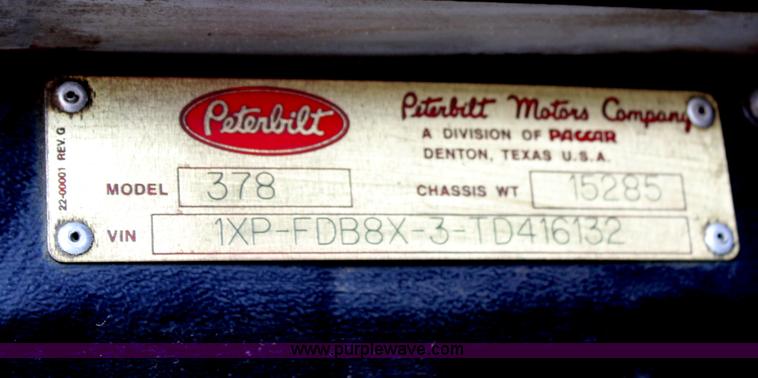 Peterbilt
Peterbilt Motors Company
A DIVISION OF PACCAR
DENTON, TEXAS U.S.A.
22-00001 REV. G
MODEL 378
CHASSIS WT 15285
VIN 1XP-FDB8X-3-TD416132
www.purplewave.com